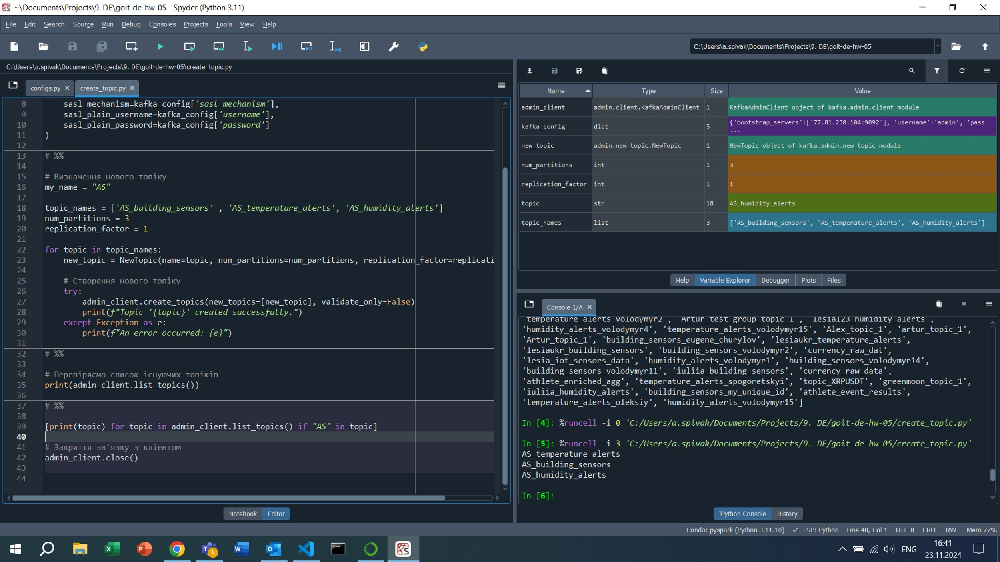 ~\Documents\Projects\9. DE\goit-de-hw-05 - Spyder (Python 3.11)
File Edit Search Source Run Debug Consoles Projects Tools View Help
C:\Users\a.spivak\Documents\Projects\9. DE\goit-de-hw-05
C:\Users\a.spivak\Documents\Projects\9. DE\goit-de-hw-05\create_topic.py
configs.py create_topic.py
8 sasl_mechanism=kafka_config['sasl_mechanism'],
9 sasl_plain_username=kafka_config['username'],
10 sasl_plain_password=kafka_config['password']
11 )
12
13 # %%
14
15 # Визначення нового топіку
16 my_name = "AS"
17
18 topic_names = ['AS_building_sensors' , 'AS_temperature_alerts', 'AS_humidity_alerts']
19 num_partitions = 3
20 replication_factor = 1
21
22 for topic in topic_names:
23 new_topic = NewTopic(name=topic, num_partitions=num_partitions, replication_factor=replicati
24
25 # Створення нового топіку
26 try:
27 admin_client.create_topics(new_topics=[new_topic], validate_only=False)
28 print(f"Topic '{topic}' created successfully.")
29 except Exception as e:
30 print(f"An error occurred: {e}")
31
32 # %%
33
34 # Перевіряємо список існуючих топіків
35 print(admin_client.list_topics())
36
37 # %%
38
39 [print(topic) for topic in admin_client.list_topics() if "AS" in topic]
40
41 # Закриття зв'язку з клієнтом
42 admin_client.close()
43
44
Notebook Editor
Name Type Size Value
admin_client admin.client.KafkaAdminClient 1 KafkaAdminClient object of kafka.admin.client module
kafka_config dict 5 {'bootstrap_servers':['77.81.230.104:9092'], 'username':'admin', 'pass
...
new_topic admin.new_topic.NewTopic 1 NewTopic object of kafka.admin.new_topic module
num_partitions int 1 3
replication_factor int 1 1
topic str 18 AS_humidity_alerts
topic_names list 3 ['AS_building_sensors', 'AS_temperature_alerts', 'AS_humidity_alerts']
Help Variable Explorer Debugger Plots Files
Console 1/A
'temperature_alerts_volodymyr2', 'Artur_test_group_topic_1', 'lesia123_humidity_alerts',
'humidity_alerts_volodymyr4', 'temperature_alerts_volodymyr15', 'Alex_topic_1', 'artur_topic_1',
'Artur_topic_1', 'building_sensors_eugene_churylov', 'lesiaukr_temperature_alerts',
'lesiaukr_building_sensors', 'building_sensors_volodymyr2', 'currency_raw_dat',
'lesia_iot_sensors_data', 'humidity_alerts_volodymyr1', 'building_sensors_volodymyr14',
'building_sensors_volodymyr11', 'iuliia_building_sensors', 'currency_raw_data',
'athlete_enriched_agg', 'temperature_alerts_spogoretskyi', 'topic_XRPUSDT', 'greenmoon_topic_1',
'iuliia_humidity_alerts', 'building_sensors_my_unique_id', 'athlete_event_results',
'temperature_alerts_oleksiy', 'humidity_alerts_volodymyr15']
In [4]: %runcell -i 0 'C:/Users/a.spivak/Documents/Projects/9. DE/goit-de-hw-05/create_topic.py'
In [5]: %runcell -i 3 'C:/Users/a.spivak/Documents/Projects/9. DE/goit-de-hw-05/create_topic.py'
AS_temperature_alerts
AS_building_sensors
AS_humidity_alerts
In [6]:
IPython Console History
Conda: pyspark (Python 3.11.10) LSP: Python Line 40, Col 1 UTF-8 CRLF RW Mem 77%
ENG
16:41
23.11.2024